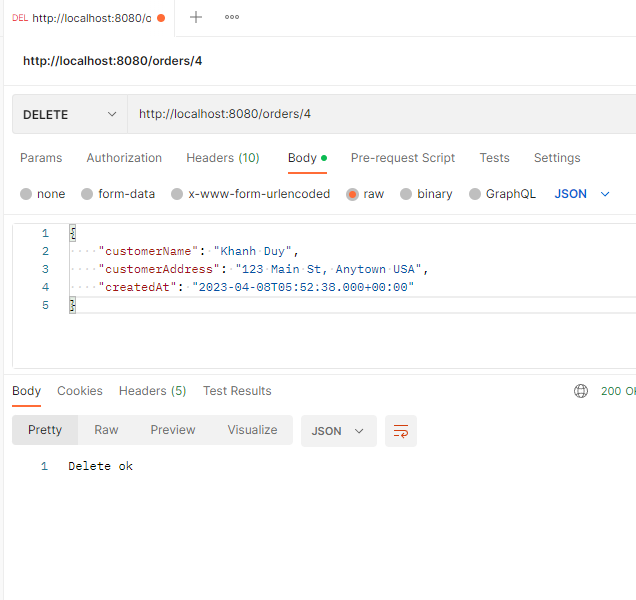 DEL http://localhost:8080/o
http://localhost:8080/orders/4
DELETE http://localhost:8080/orders/4
Params Authorization Headers (10) Body Pre-request Script Tests Settings
none form-data x-www-form-urlencoded raw binary GraphQL JSON
1 {
2 "customerName": "Khanh Duy",
3 "customerAddress": "123 Main St, Anytown USA",
4 "createdAt": "2023-04-08T05:52:38.000+00:00"
5 }
Body Cookies Headers (5) Test Results 200 OK
Pretty Raw Preview Visualize JSON
1 Delete ok